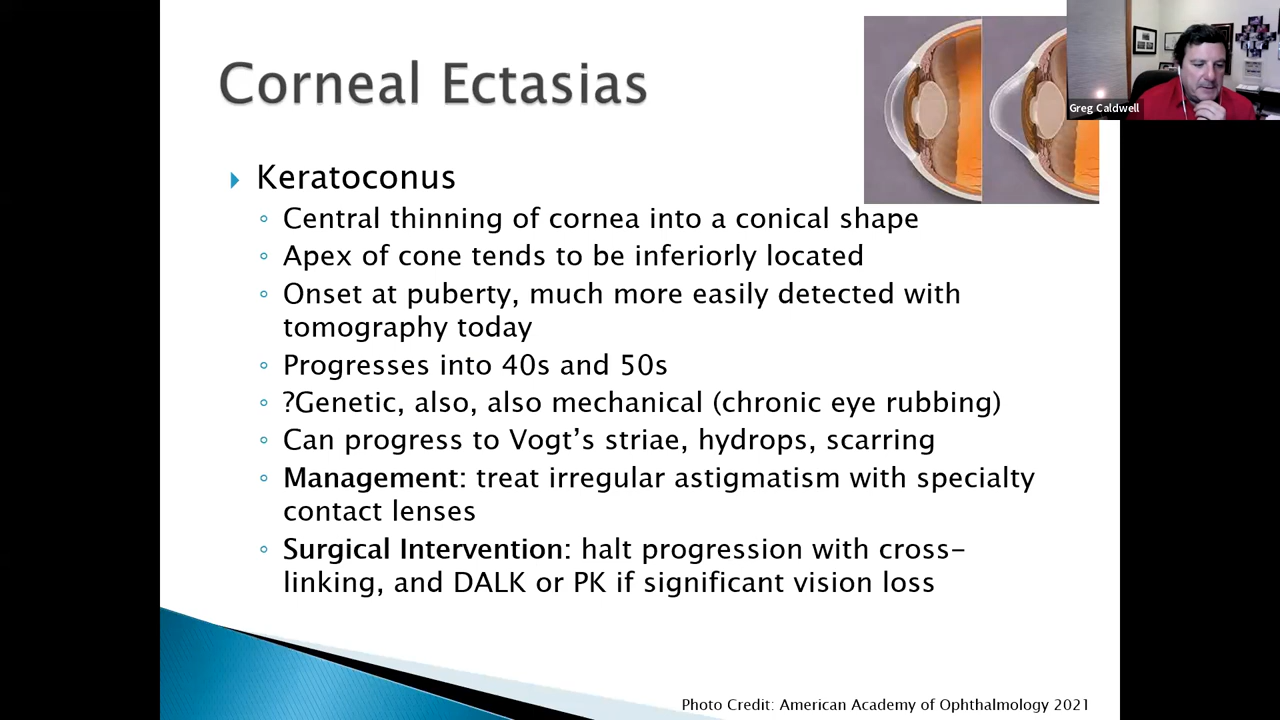 Corneal Ectasias
Greg Caldwell
Keratoconus
Central thinning of cornea into a conical shape
Apex of cone tends to be inferiorly located
Onset at puberty, much more easily detected with
tomography today
Progresses into 40s and 50s
?Genetic, also, also mechanical (chronic eye rubbing)
Can progress to Vogt’s striae, hydrops, scarring
Management: treat irregular astigmatism with specialty
contact lenses
Surgical Intervention: halt progression with cross-
linking, and DALK or PK if significant vision loss
Photo Credit: American Academy of Ophthalmology 2021